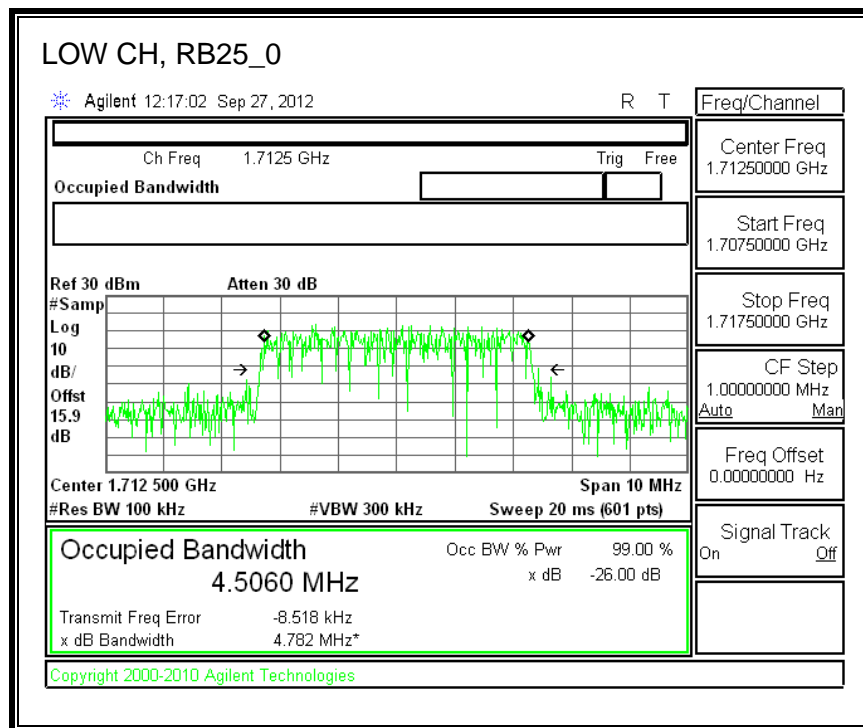 LOW CH, RB25_0
Agilent 12:17:02 Sep 27, 2012 R T
Freq/Channel
Ch Freq 1.7125 GHz Trig Free
Occupied Bandwidth
Center Freq
1.71250000 GHz
Start Freq
1.70750000 GHz
Stop Freq
1.71750000 GHz
CF Step
1.00000000 MHz
Auto Man
Freq Offset
0.00000000 Hz
Signal Track
On Off
Ref 30 dBm Atten 30 dB
#Samp
Log
10
dB/
Offst
15.9
dB
Center 1.712 500 GHz Span 10 MHz
#Res BW 100 kHz #VBW 300 kHz Sweep 20 ms (601 pts)
Occupied Bandwidth
4.5060 MHz
Occ BW % Pwr 99.00 %
x dB -26.00 dB
Transmit Freq Error -8.518 kHz
x dB Bandwidth 4.782 MHz*
Copyright 2000-2010 Agilent Technologies